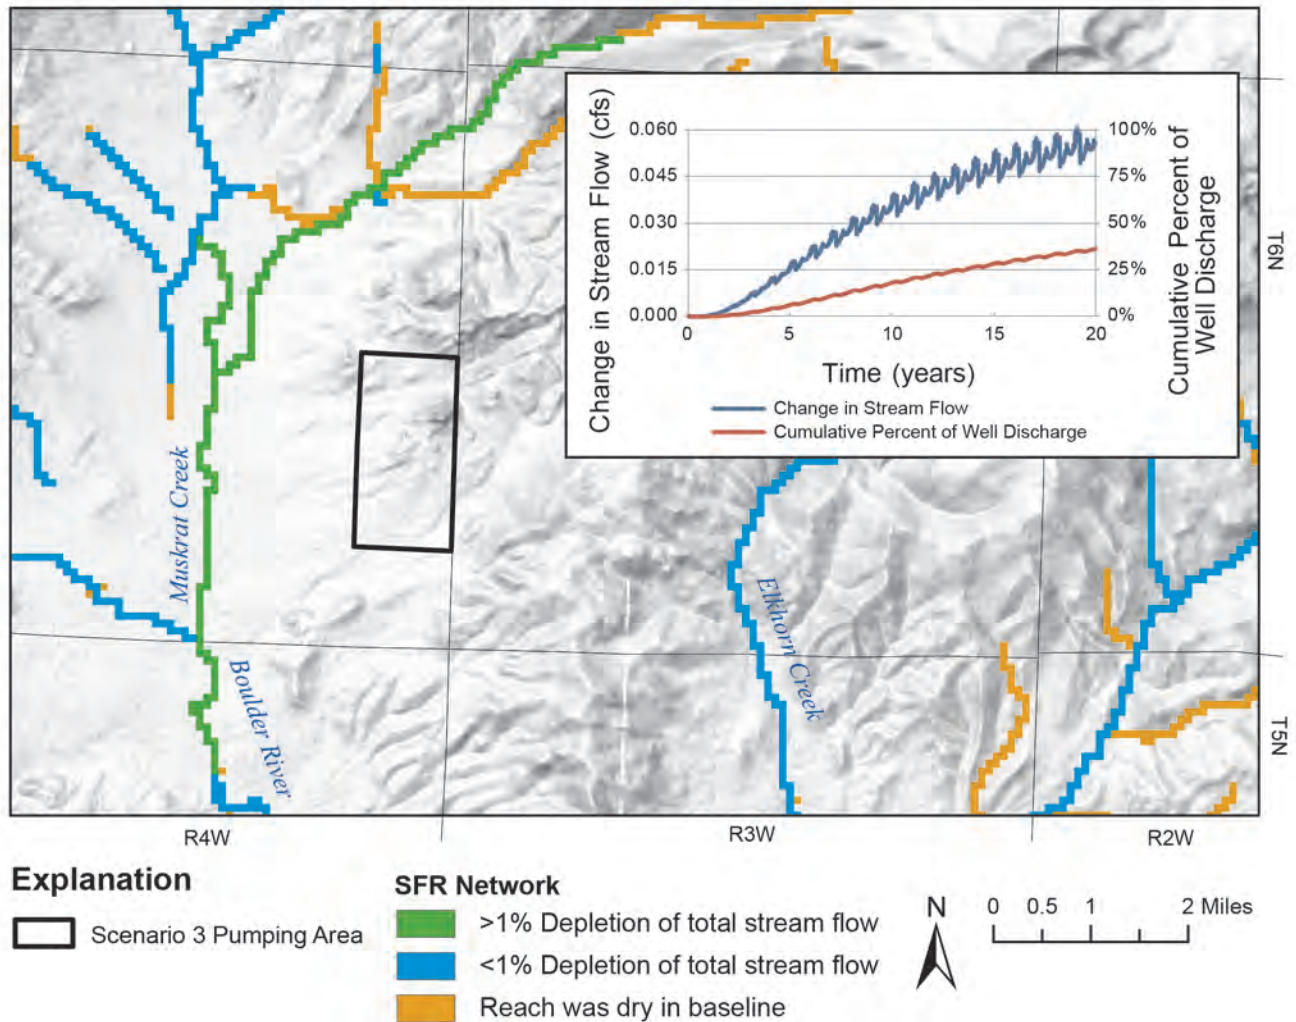 Change in Stream Flow (cfs)
0.060
0.045
0.030
0.015
0.000
100%
75%
50%
25%
0%
Cumulative Percent of
Well Discharge
0
5
10
15
20
Time (years)
Change in Stream Flow
Cumulative Percent of Well Discharge
T6N
T5N
Muskrat Creek
Boulder River
Elkhorn Creek
R4W
R3W
R2W
Explanation
Scenario 3 Pumping Area
SFR Network
>1% Depletion of total stream flow
<1% Depletion of total stream flow
Reach was dry in baseline
N
0 0.5 1 2 Miles